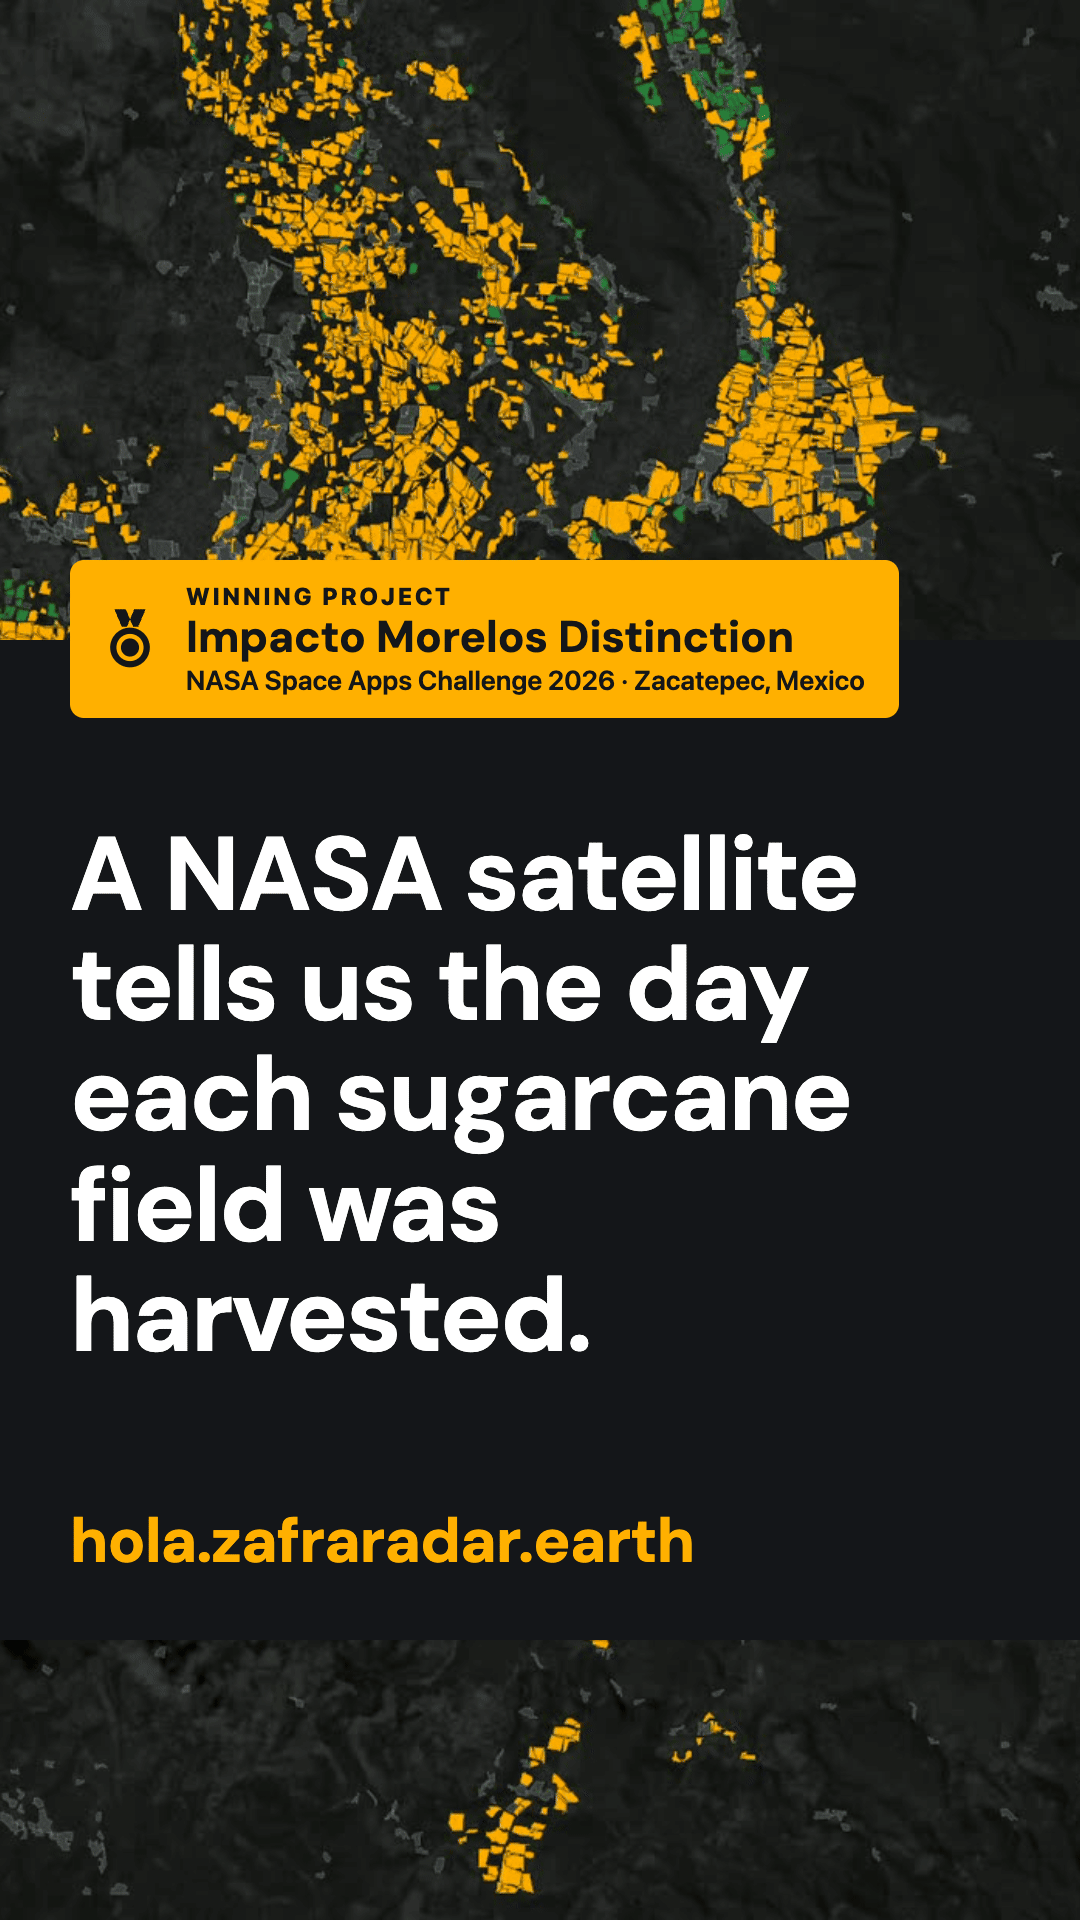 WINNING PROJECT
Impacto Morelos Distinction
NASA Space Apps Challenge 2026 · Zacatepec, Mexico
A NASA satellite
tells us the day
each sugarcane
field was
harvested.
hola.zafraradar.earth